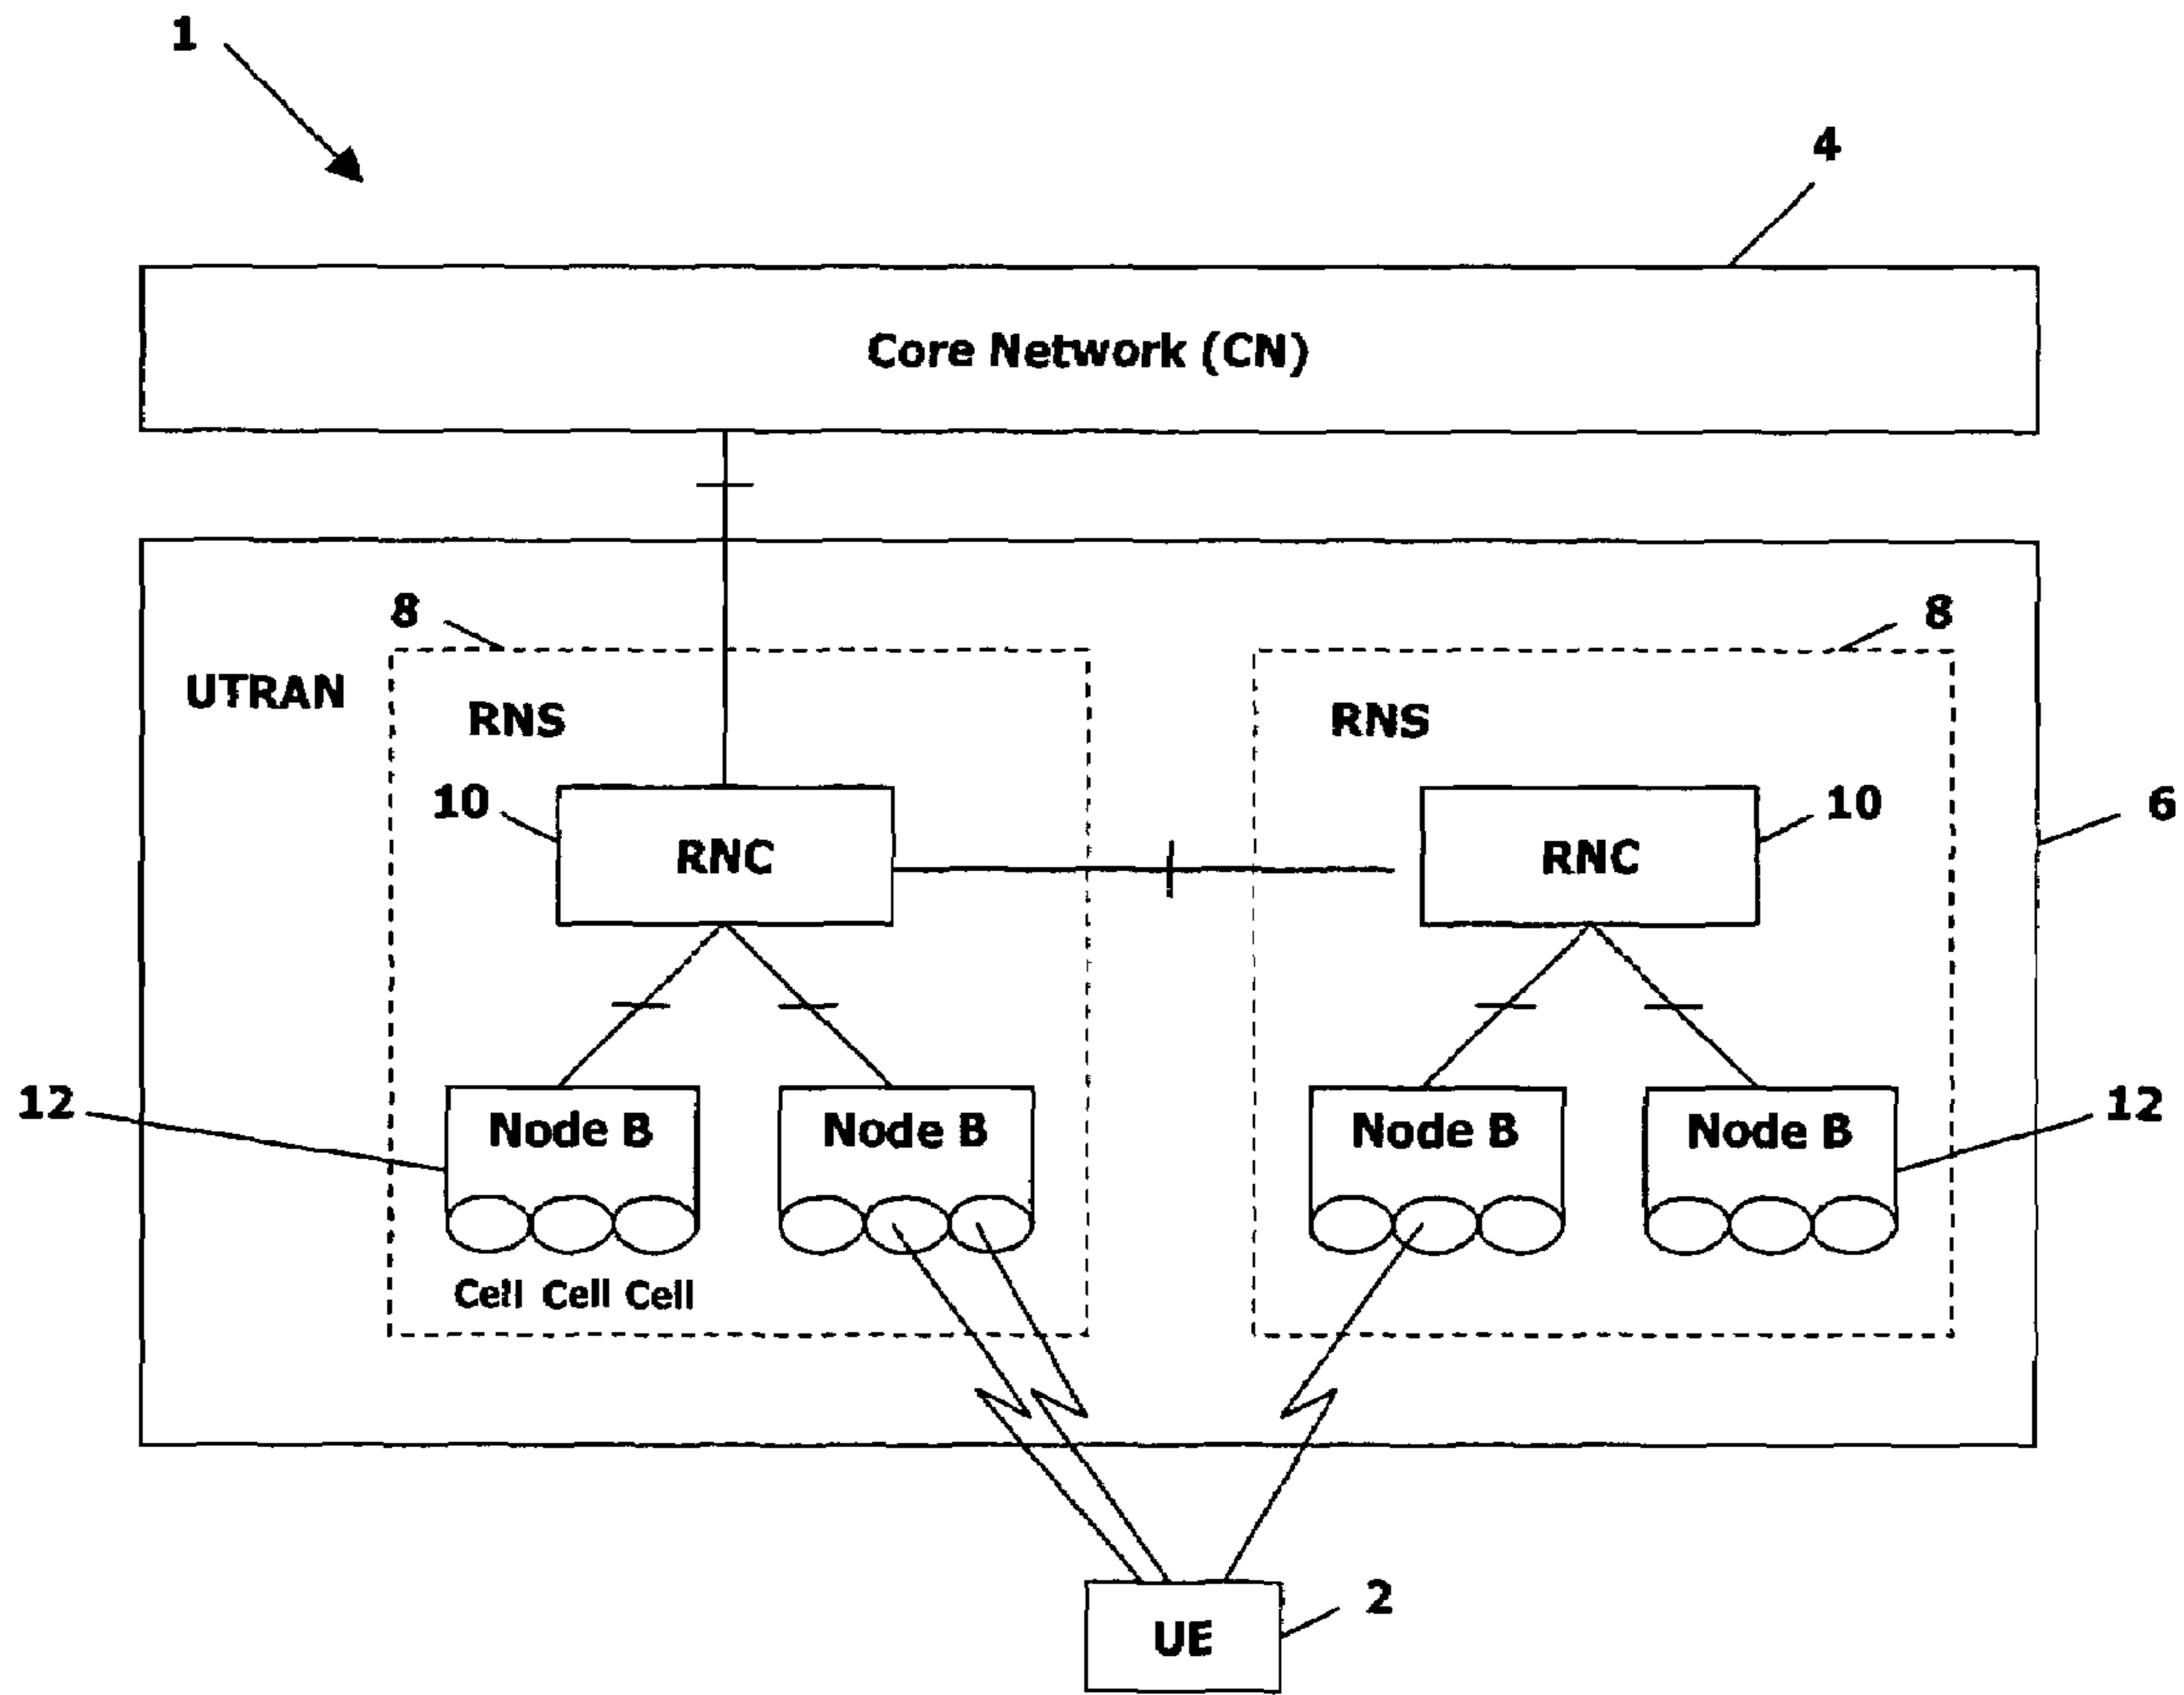 1
4
Core Network (CN)
8
8
UTRAN
RNS
RNS
10
RNC
RNC
10
6
12
Node B
Node B
Node B
Node B
12
Cell Cell Cell
UE
2